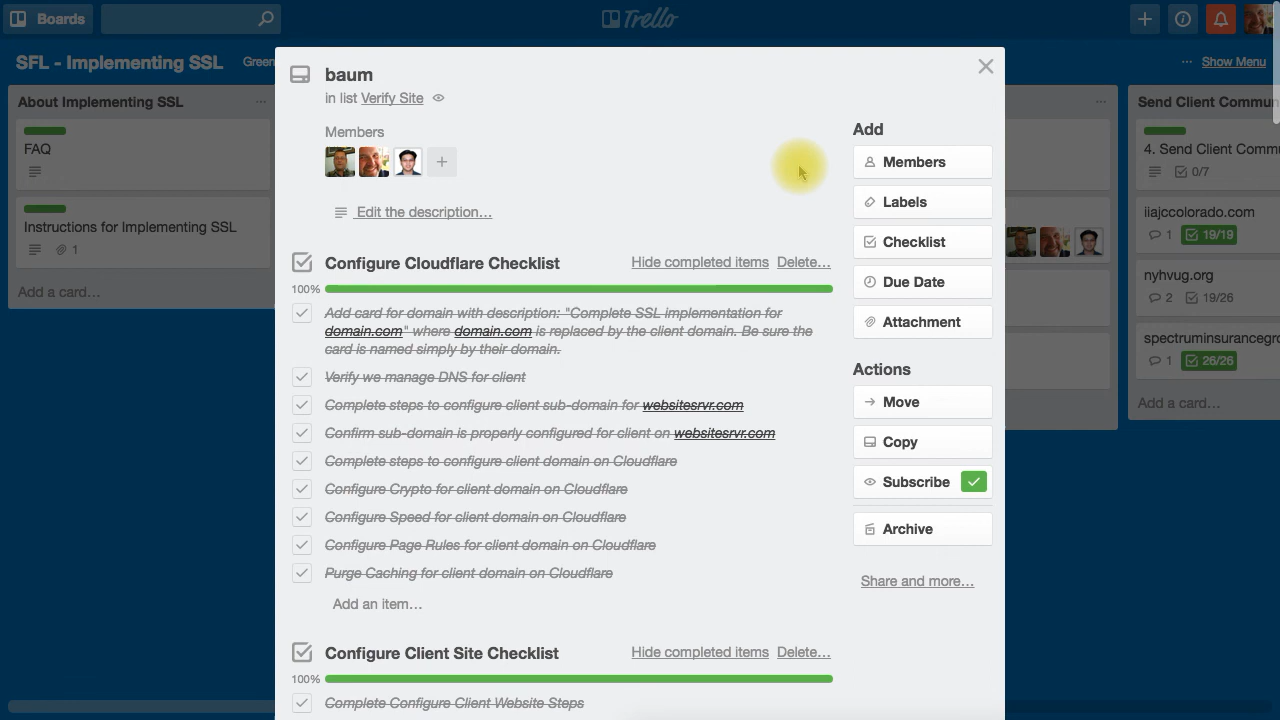 Boards
Trello
SFL - Implementing SSL
Show Menu
About Implementing SSL
FAQ
Instructions for Implementing SSL
1
Add a card…
baum
in list Verify Site
Members
Edit the description…
Configure Cloudflare Checklist
Hide completed items Delete…
100%
Add card for domain with description: "Complete SSL implementation for
domain.com" where domain.com is replaced by the client domain. Be sure the
card is named simply by their domain.
Verify we manage DNS for client
Complete steps to configure client sub-domain for websitesrvr.com
Confirm sub-domain is properly configured for client on websitesrvr.com
Complete steps to configure client domain on Cloudflare
Configure Crypto for client domain on Cloudflare
Configure Speed for client domain on Cloudflare
Configure Page Rules for client domain on Cloudflare
Purge Caching for client domain on Cloudflare
Add an item…
Configure Client Site Checklist
Hide completed items Delete…
100%
Complete Configure Client Website Steps
Add
Members
Labels
Checklist
Due Date
Attachment
Actions
Move
Copy
Subscribe
Archive
Share and more…
Send Client
4. Send Client
0/7
iiajccolorado.com
1 19/19
nyhvug.org
2 19/26
1 26/26
Add a card…